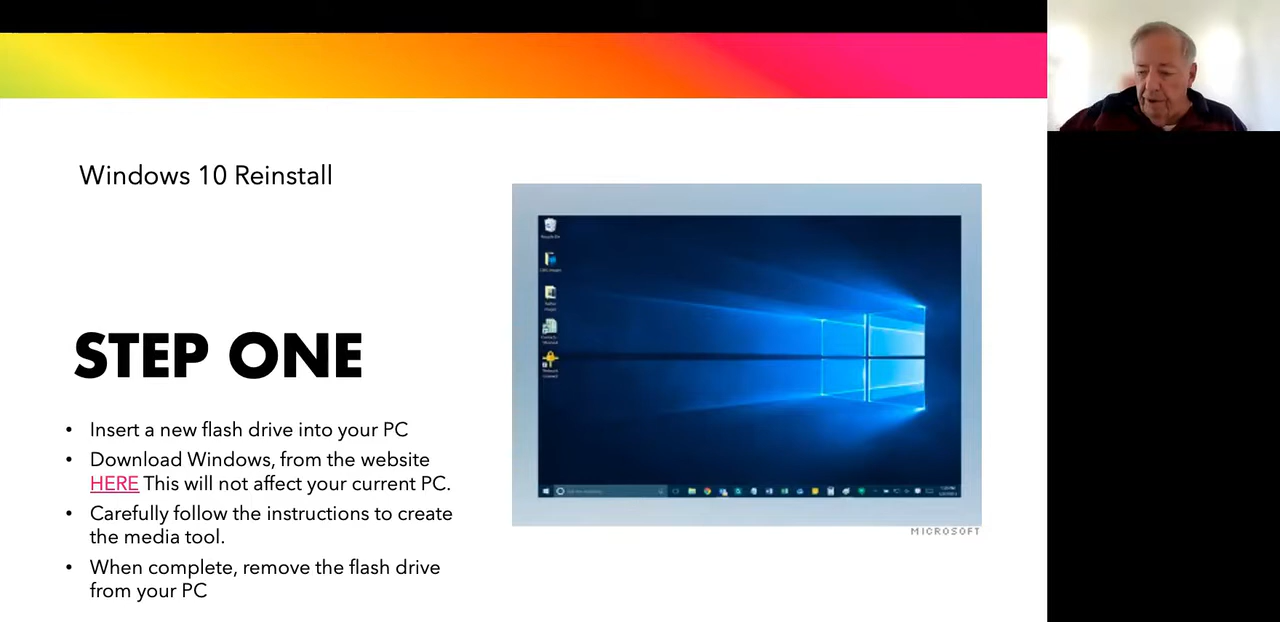 Windows 10 Reinstall
STEP ONE
• Insert a new flash drive into your PC
• Download Windows, from the website
HERE This will not affect your current PC.
• Carefully follow the instructions to create
the media tool.
• When complete, remove the flash drive
from your PC
Recycle Bin
MICROSOFT